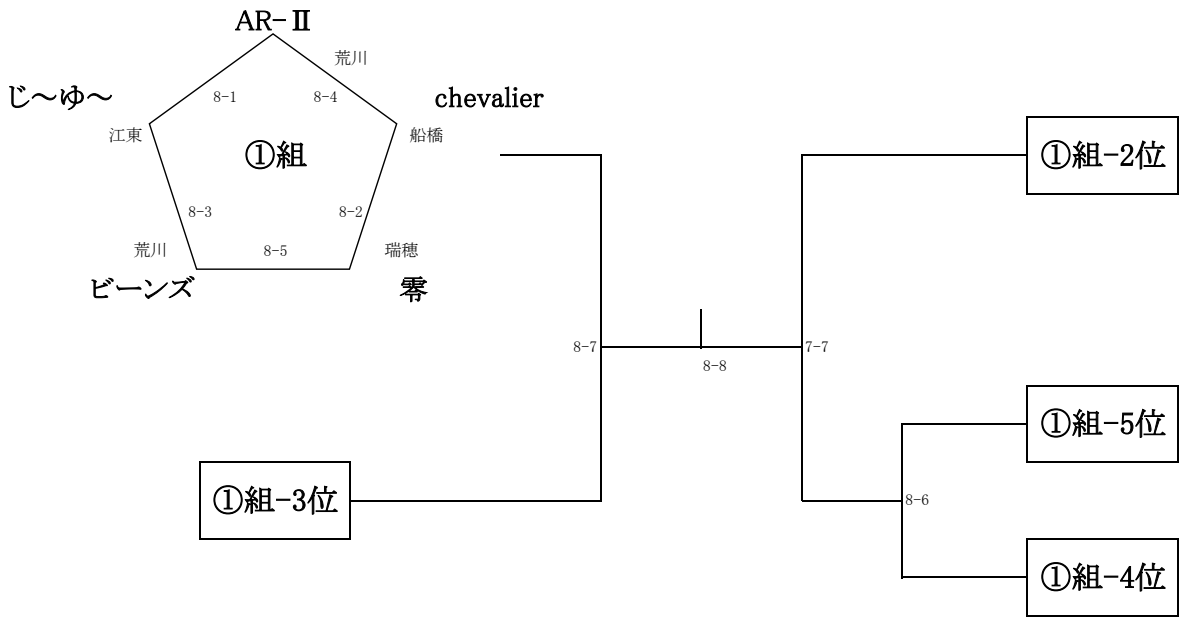 AR-Ⅱ
荒川
じ～ゆ～
8-1
8-4
chevalier
江東
船橋
①組
①組-2位
8-3
8-2
荒川
8-5
瑞穂
ビーンズ
零
8-7
7-7
8-8
①組-5位
①組-3位
8-6
①組-4位